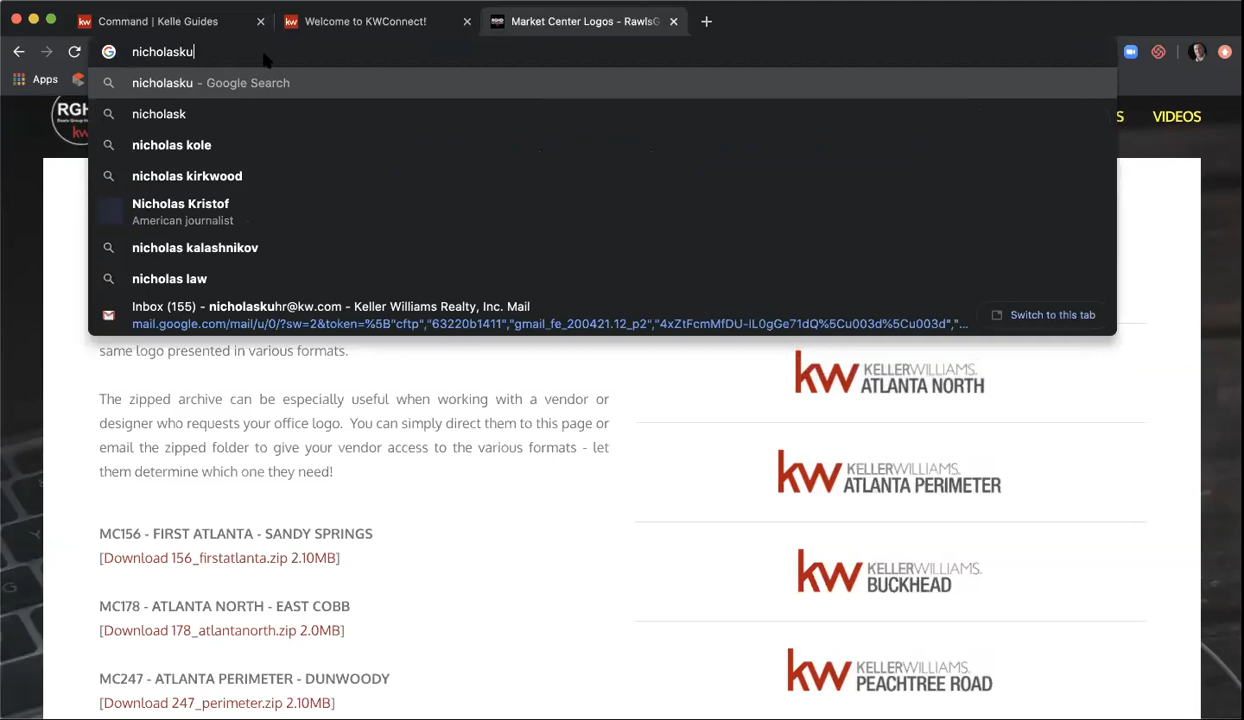 Command | Kelle Guides
Welcome to KWConnect!
Market Center Logos - RawlsG
nicholasku
Apps
nicholasku - Google Search
nicholask
nicholas kole
nicholas kirkwood
Nicholas Kristof
American journalist
nicholas kalashnikov
nicholas law
Inbox (155) - nicholaskuhr@kw.com - Keller Williams Realty, Inc. Mail
mail.google.com/mail/u/0/?sw=2&token=%5B"cftp","63220b1411","gmail_fe_200421.12_p2","4xZtFcmMfDU-lL0gGe71dQ%5Cu003d%5Cu003d","...
Switch to this tab
RGH
kw
S VIDEOS
same logo presented in various formats.
The zipped archive can be especially useful when working with a vendor or
designer who requests your office logo. You can simply direct them to this page or
email the zipped folder to give your vendor access to the various formats - let
them determine which one they need!
MC156 - FIRST ATLANTA - SANDY SPRINGS
[Download 156_firstatlanta.zip 2.10MB]
MC178 - ATLANTA NORTH - EAST COBB
[Download 178_atlantanorth.zip 2.0MB]
MC247 - ATLANTA PERIMETER - DUNWOODY
[Download 247_perimeter.zip 2.10MB]
kw KELLERWILLIAMS.
ATLANTA NORTH
kw KELLERWILLIAMS.
ATLANTA PERIMETER
kw KELLERWILLIAMS.
BUCKHEAD
kw KELLERWILLIAMS.
PEACHTREE ROAD